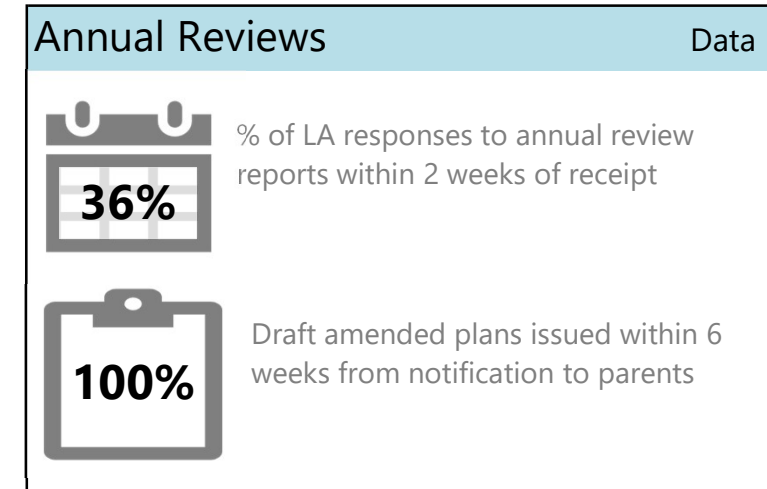 Annual Reviews
Data
36%
% of LA responses to annual review
reports within 2 weeks of receipt
100%
Draft amended plans issued within 6
weeks from notification to parents